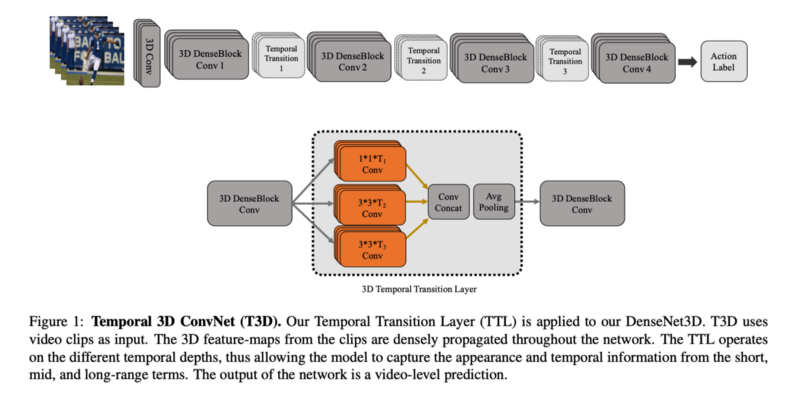 3D Conv
3D DenseBlock
Conv 1
Temporal
Transition
1
3D DenseBlock
Conv 2
Temporal
Transition
2
3D DenseBlock
Conv 3
Temporal
Transition
3
3D DenseBlock
Conv 4
Action
Label
3D DenseBlock
Conv
1*1*T₁
Conv
3*3*T₂
Conv
3*3*T₃
Conv
Conv
Concat
Avg
Pooling
3D DenseBlock
Conv
3D Temporal Transition Layer
Figure 1: Temporal 3D ConvNet (T3D). Our Temporal Transition Layer (TTL) is applied to our DenseNet3D. T3D uses
video clips as input. The 3D feature-maps from the clips are densely propagated throughout the network. The TTL operates
on the different temporal depths, thus allowing the model to capture the appearance and temporal information from the short,
mid, and long-range terms. The output of the network is a video-level prediction.